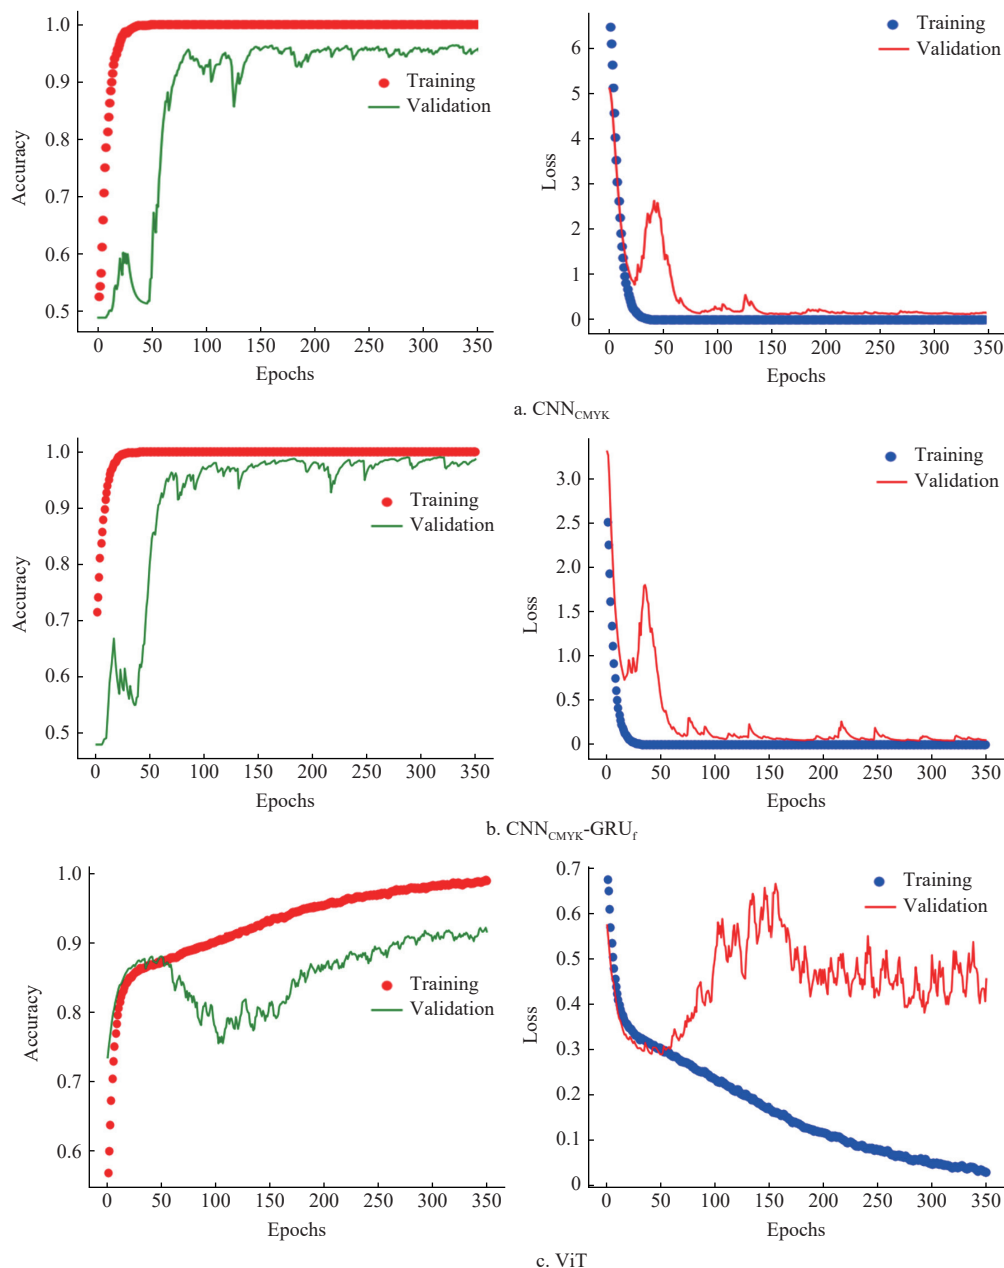 1.0
0.9
0.8
0.7
0.6
0.5
Accuracy
Training
Validation
0 50 100 150 200 250 300 350
Epochs
6
5
4
3
2
1
0
Loss
Training
Validation
0 50 100 150 200 250 300 350
Epochs
a. CNN_CMYK
1.0
0.9
0.8
0.7
0.6
0.5
Accuracy
Training
Validation
0 50 100 150 200 250 300 350
Epochs
3.0
2.5
2.0
1.5
1.0
0.5
0
Loss
Training
Validation
0 50 100 150 200 250 300 350
Epochs
b. CNN_CMYK-GRU_f
1.0
0.9
0.8
0.7
0.6
Accuracy
Training
Validation
0 50 100 150 200 250 300 350
Epochs
0.7
0.6
0.5
0.4
0.3
0.2
0.1
0
Loss
Training
Validation
0 50 100 150 200 250 300 350
Epochs
c. ViT